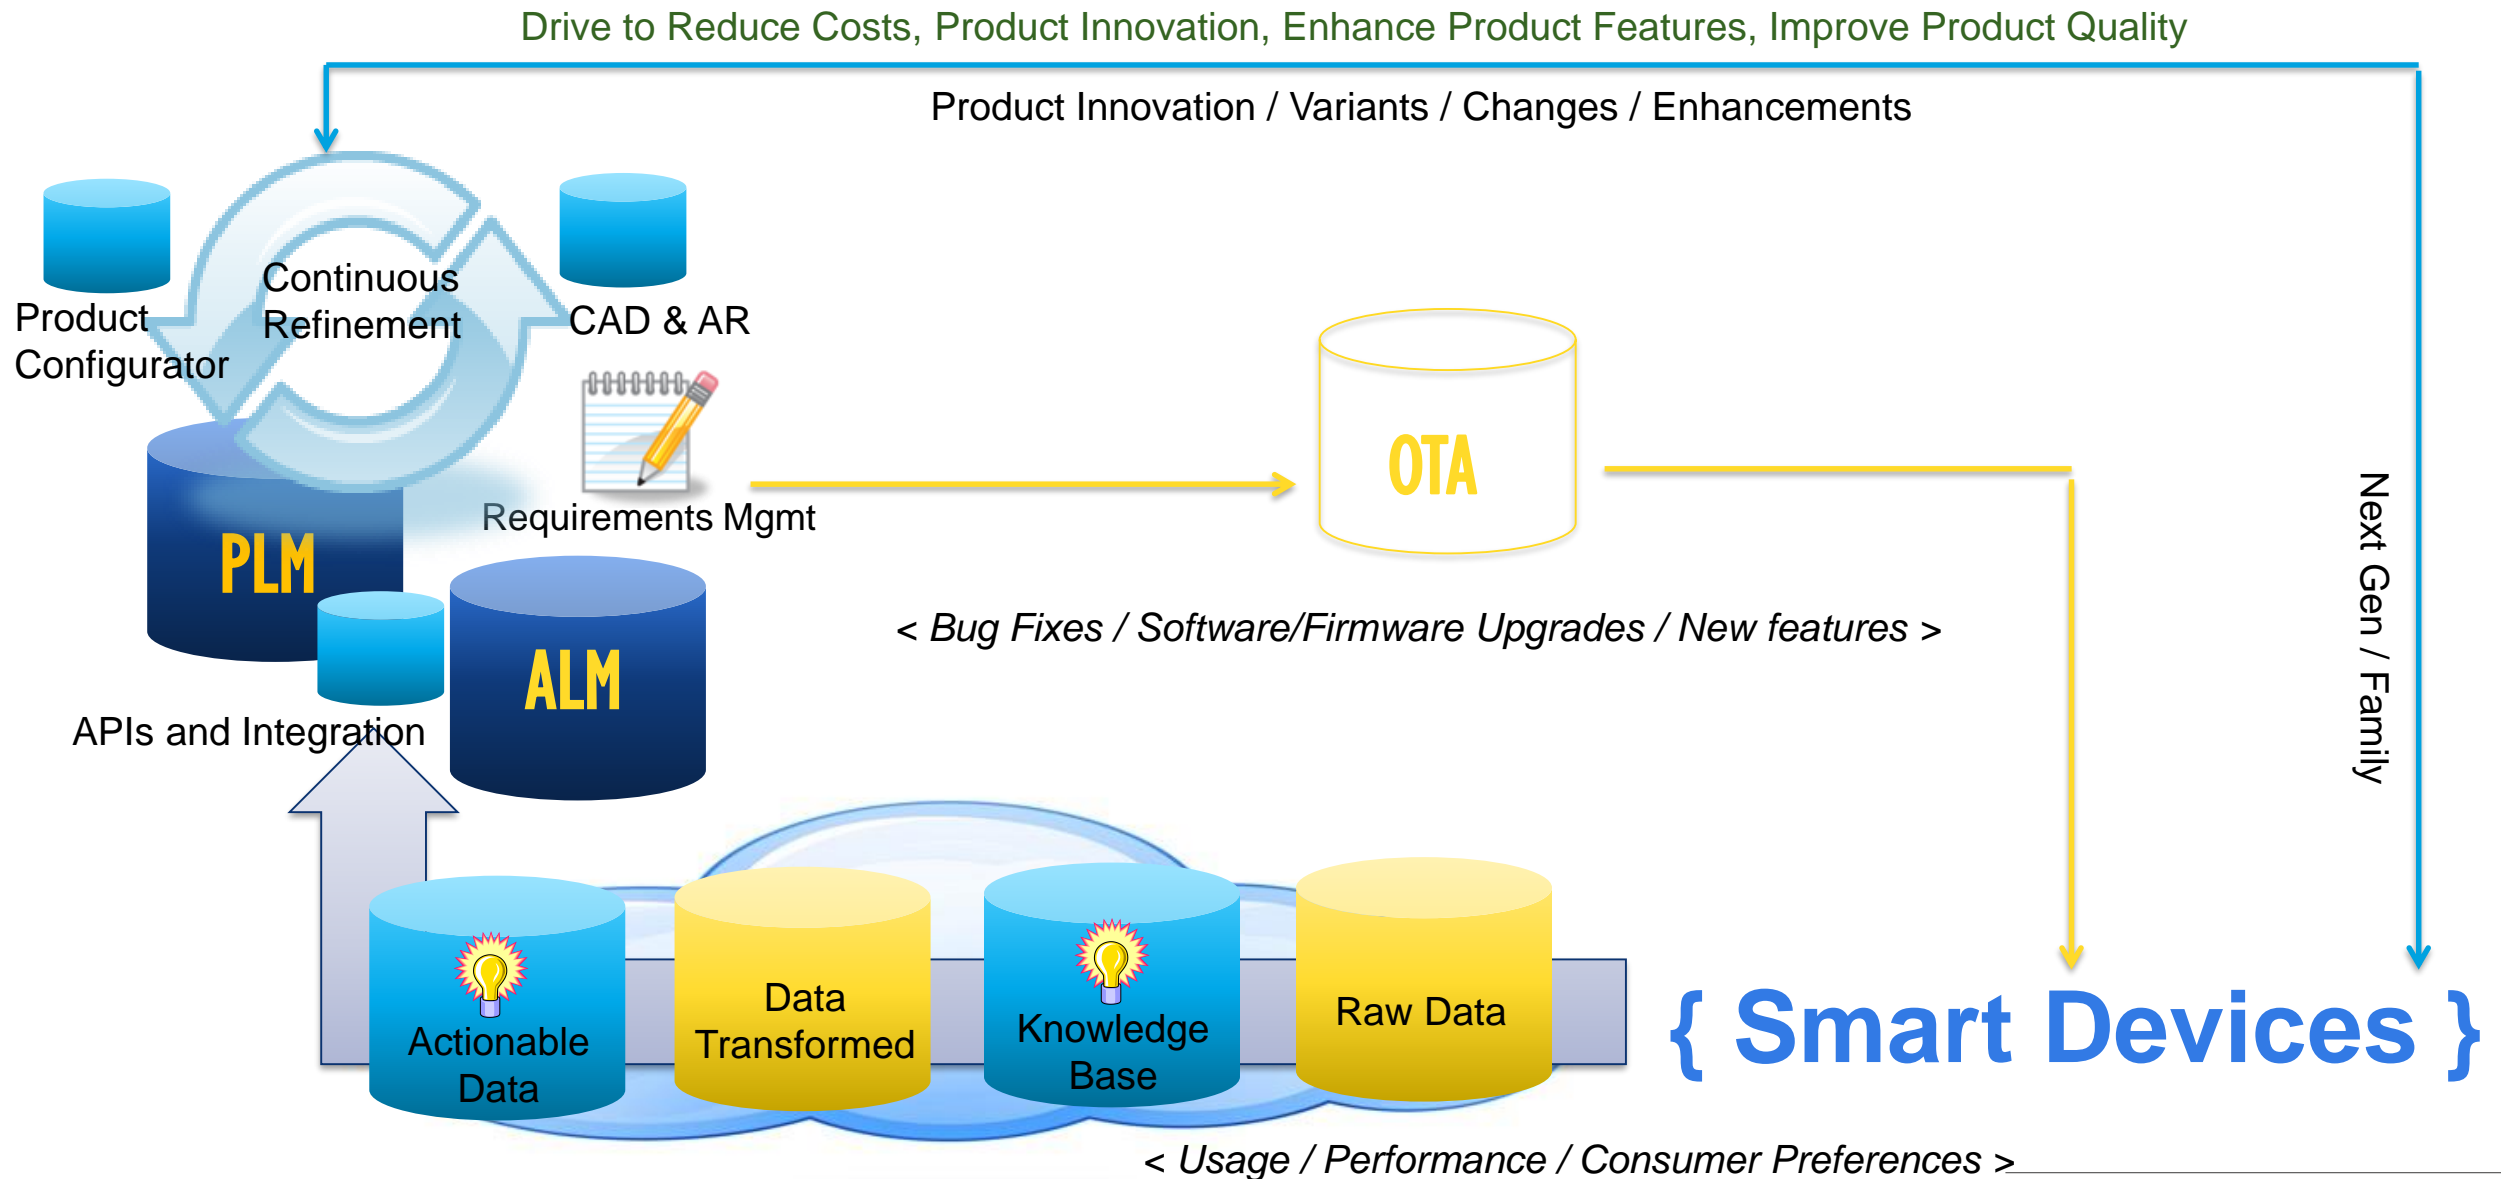 Drive to Reduce Costs, Product Innovation, Enhance Product Features, Improve Product Quality
Product Innovation / Variants / Changes / Enhancements
Continuous
Refinement
Product
Configurator
CAD & AR
Requirements Mgmt
OTA
PLM
ALM
APIs and Integration
< Bug Fixes / Software/Firmware Upgrades / New features >
Next Gen / Family
Actionable
Data
Data
Transformed
Knowledge
Base
Raw Data
{ Smart Devices }
< Usage / Performance / Consumer Preferences >